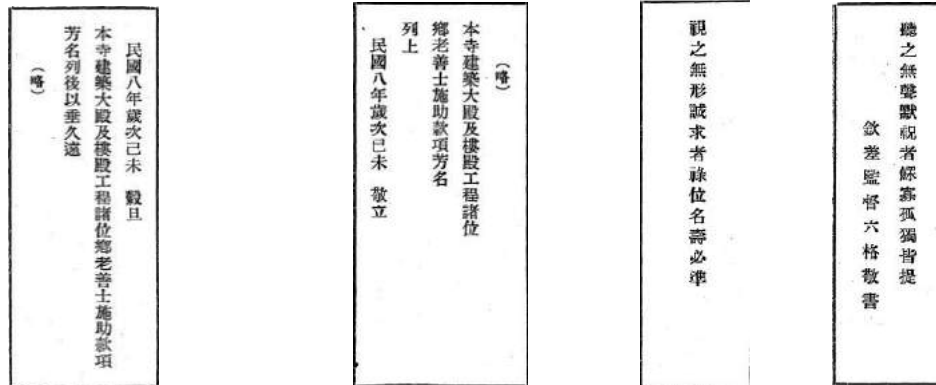 聽之無聲默祝者鰥寡孤獨皆提
欽差監督六格敬書
視之無形誠求者祿位名壽必準
（略）
本寺建築大殿及樓殿工程諸位
鄉老善士施助款項芳名
列上
民國八年歲次己未 敬立
民國八年歲次己未 穀旦
本寺建築大殿及樓殿工程諸位鄉老善士施助款項
芳名列後以垂久遠
（略）